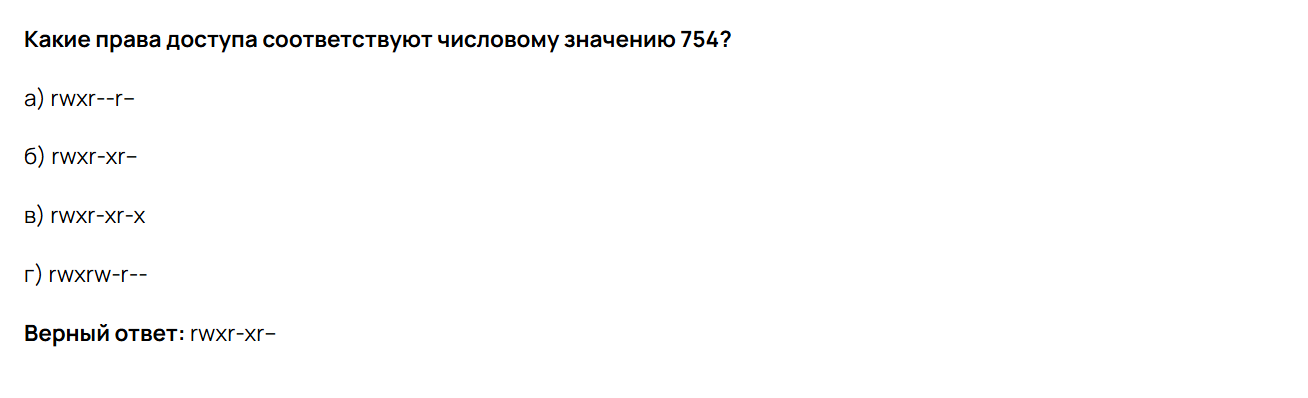 Какие права доступа соответствуют числовому значению 754?
а) rwxr--r–
б) rwxr-xr–
в) rwxr-xr-x
г) rwxrw-r--
Верный ответ: rwxr-xr–